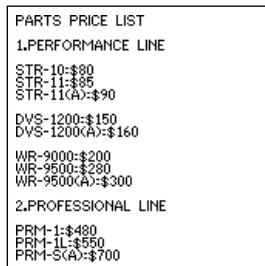 PARTS PRICE LIST
1.PERFORMANCE LINE
STR-10:$80
STR-11:$85
STR-11(A):$90
DVS-1200:$150
DVS-1200(A):$160
WR-9000:$200
WR-9500:$280
WR-9500(A):$300
2.PROFESSIONAL LINE
PRM-1:$480
PRM-1L:$550
PRM-S(A):$700